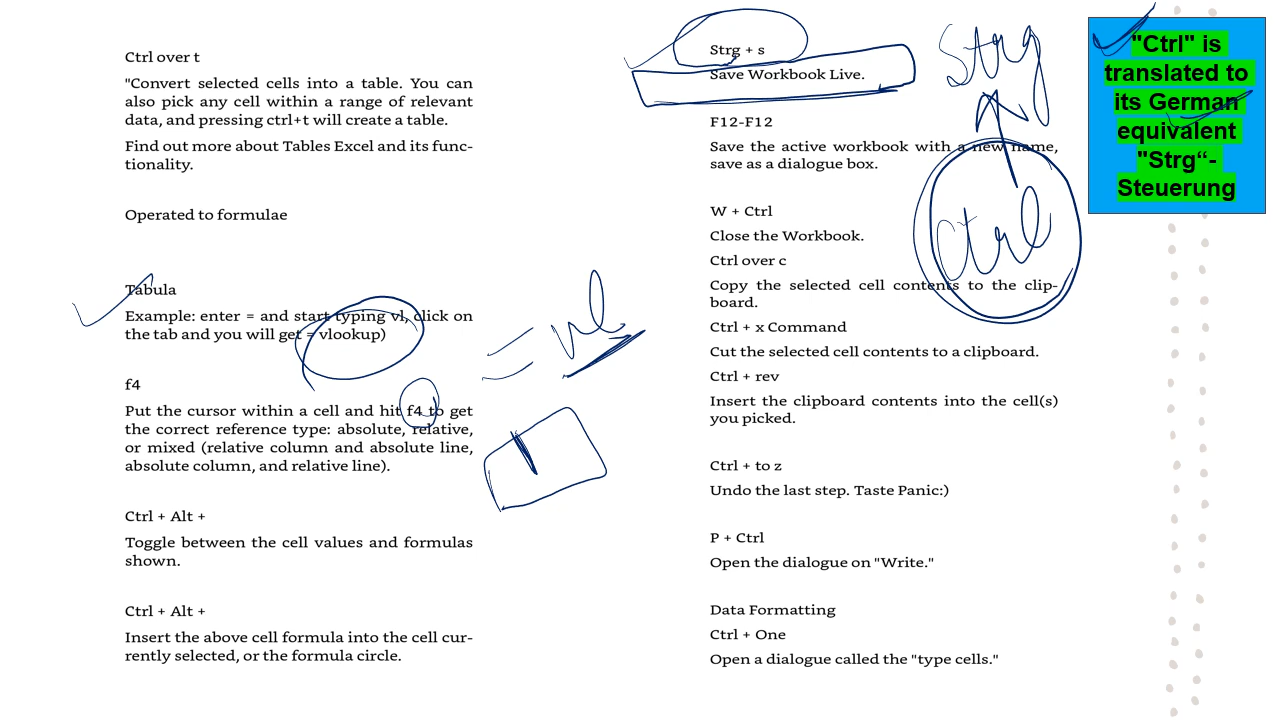 Ctrl over t
"Convert selected cells into a table. You can
also pick any cell within a range of relevant
data, and pressing ctrl+t will create a table.
Find out more about Tables Excel and its func-
tionality.
Operated to formulae
Tabula
Example: enter = and start typing vl, click on
the tab and you will get = vlookup)
f4
Put the cursor within a cell and hit f4 to get
the correct reference type: absolute, relative,
or mixed (relative column and absolute line,
absolute column, and relative line).
Ctrl + Alt +
Toggle between the cell values and formulas
shown.
Ctrl + Alt +
Insert the above cell formula into the cell cur-
rently selected, or the formula circle.
= vl
Strg + s
Save Workbook Live.
F12-F12
Save the active workbook with a new name,
save as a dialogue box.
W + Ctrl
Close the Workbook.
Ctrl over c
Copy the selected cell contents to the clip-
board.
Ctrl + x Command
Cut the selected cell contents to a clipboard.
Ctrl + rev
Insert the clipboard contents into the cell(s)
you picked.
Ctrl + to z
Undo the last step. Taste Panic:)
P + Ctrl
Open the dialogue on "Write."
Data Formatting
Ctrl + One
Open a dialogue called the "type cells."
Strg
Ctrl
"Ctrl" is
translated to
its German
equivalent
"Strg“-
Steuerung